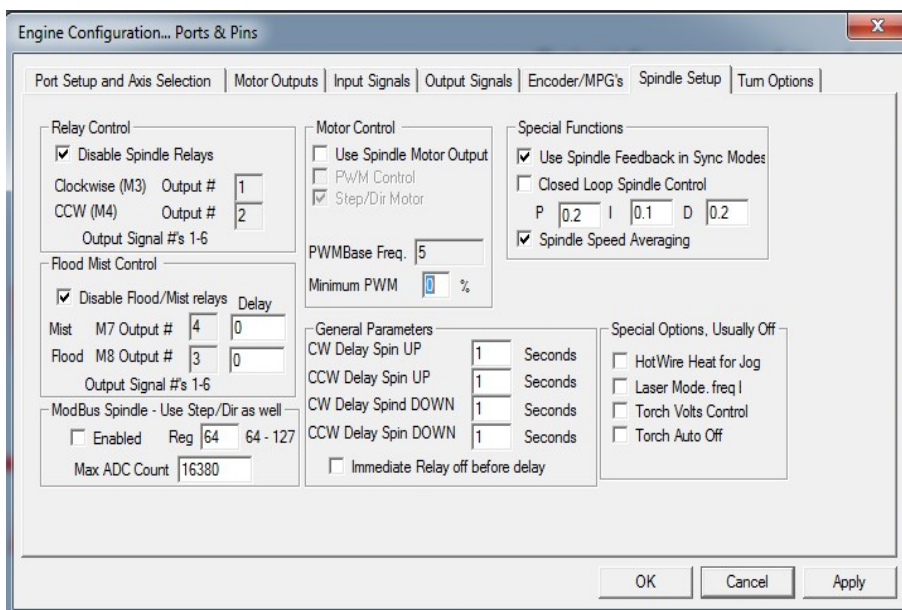 Engine Configuration... Ports & Pins
X
Port Setup and Axis Selection Motor Outputs Input Signals Output Signals Encoder/MPG's Spindle Setup Turn Options
Relay Control
Disable Spindle Relays
Clockwise (M3) Output # 1
CCW (M4) Output # 2
Output Signal #'s 1-6
Flood Mist Control
Disable Flood/Mist relays Delay
Mist M7 Output # 4 0
Flood M8 Output # 3 0
Output Signal #'s 1-6
ModBus Spindle - Use Step/Dir as well
Enabled Reg 64 64 - 127
Max ADC Count 16380
Motor Control
Use Spindle Motor Output
PWM Control
Step/Dir Motor
PWMBase Freq. 5
Minimum PWM 0 %
General Parameters
CW Delay Spin UP 1 Seconds
CCW Delay Spin UP 1 Seconds
CW Delay Spind DOWN 1 Seconds
CCW Delay Spin DOWN 1 Seconds
Immediate Relay off before delay
Special Functions
Use Spindle Feedback in Sync Modes
Closed Loop Spindle Control
P 0.2 I 0.1 D 0.2
Spindle Speed Averaging
Special Options, Usually Off
HotWire Heat for Jog
Laser Mode. freq I
Torch Volts Control
Torch Auto Off
OK Cancel Apply